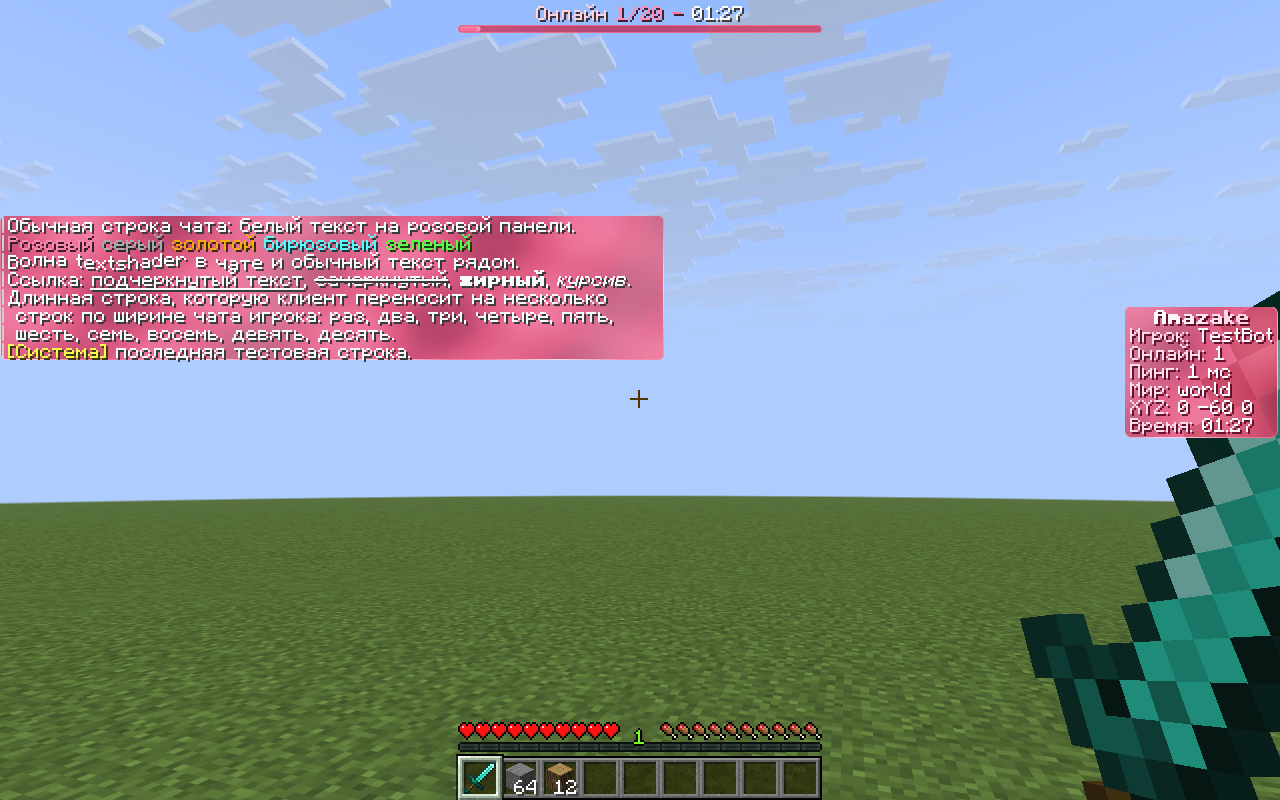 Онлайн 1/20 - 01:27
Обычная строка чата: белый текст на розовой панели.
Розовый серый золотой бирюзовый зелёный
Волна textshader в чате и обычный текст рядом.
Ссылка: подчеркнутый текст, зачеркнутый, жирный, курсив.
Длинная строка, которую клиент переносит на несколько
строк по ширине чата игрока: раз, два, три, четыре, пять,
шесть, семь, восемь, девять, десять.
[Система] последняя тестовая строка.
Amazake
Игрок: TestBot
Онлайн: 1
Пинг: 1 мс
Мир: world
XYZ: 0 -60 0
Время: 01:27
1
64 12